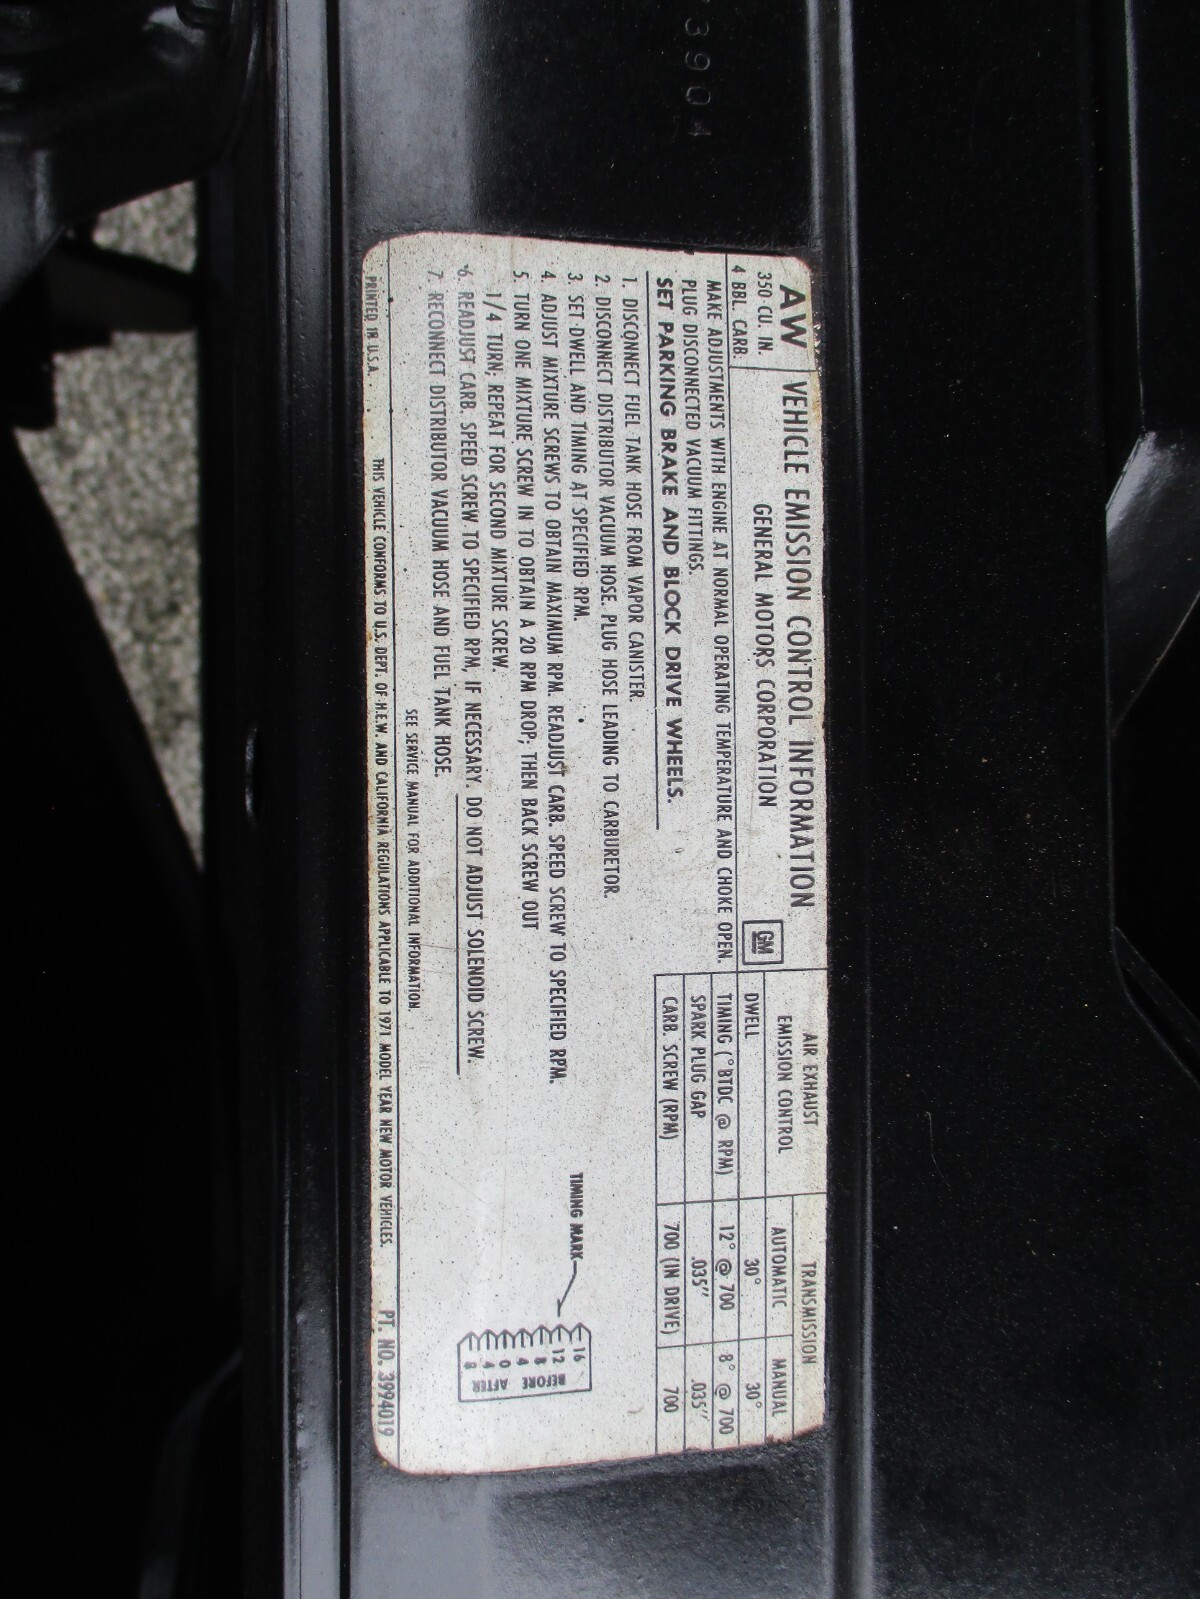 3904
AW VEHICLE EMISSION CONTROL INFORMATION
350 CU. IN. GENERAL MOTORS CORPORATION
4 BBL. CARB.
GM
MAKE ADJUSTMENTS WITH ENGINE AT NORMAL OPERATING TEMPERATURE AND CHOKE OPEN.
PLUG DISCONNECTED VACUUM FITTINGS.
SET PARKING BRAKE AND BLOCK DRIVE WHEELS.
1. DISCONNECT FUEL TANK HOSE FROM VAPOR CANISTER.
2. DISCONNECT DISTRIBUTOR VACUUM HOSE. PLUG HOSE LEADING TO CARBURETOR.
3. SET DWELL AND TIMING AT SPECIFIED RPM.
4. ADJUST MIXTURE SCREWS TO OBTAIN MAXIMUM RPM. READJUST CARB. SPEED SCREW TO SPECIFIED RPM.
5. TURN ONE MIXTURE SCREW IN TO OBTAIN A 20 RPM DROP; THEN BACK SCREW OUT
1/4 TURN; REPEAT FOR SECOND MIXTURE SCREW.
6. READJUST CARB. SPEED SCREW TO SPECIFIED RPM, IF NECESSARY. DO NOT ADJUST SOLENOID SCREW.
7. RECONNECT DISTRIBUTOR VACUUM HOSE AND FUEL TANK HOSE.
SEE SERVICE MANUAL FOR ADDITIONAL INFORMATION.
AIR EXHAUST TRANSMISSION
EMISSION CONTROL AUTOMATIC MANUAL
DWELL 30° 30°
TIMING (°BTDC @ RPM) 12° @ 700 8° @ 700
SPARK PLUG GAP .035" .035"
CARB. SCREW (RPM) 700 (IN DRIVE) 700
TIMING MARK
16
12
8
4
0
4
8
BEFORE AFTER
PRINTED IN U.S.A. THIS VEHICLE CONFORMS TO U.S. DEPT. OF H.E.W. AND CALIFORNIA REGULATIONS APPLICABLE TO 1971 MODEL YEAR NEW MOTOR VEHICLES. PT. NO. 3994019